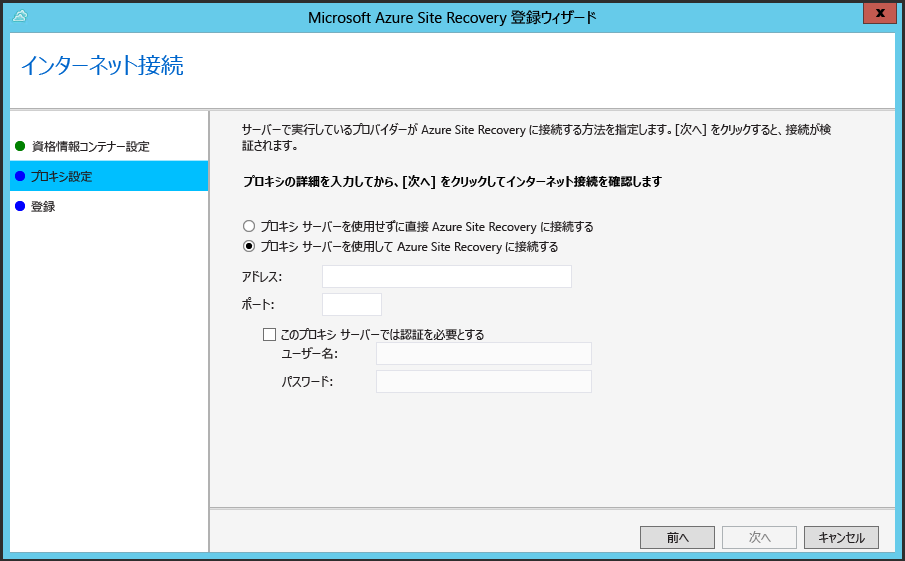 Microsoft Azure Site Recovery 登録ウィザード
x
インターネット接続
資格情報コンテナー設定
プロキシ設定
登録
サーバーで実行しているプロバイダーが Azure Site Recovery に接続する方法を指定します。[次へ] をクリックすると、接続が検
証されます。
プロキシの詳細を入力してから、[次へ] をクリックしてインターネット接続を確認します
プロキシ サーバーを使用せずに直接 Azure Site Recovery に接続する
プロキシ サーバーを使用して Azure Site Recovery に接続する
アドレス:
ポート:
このプロキシ サーバーでは認証を必要とする
ユーザー名:
パスワード:
前へ
次へ
キャンセル